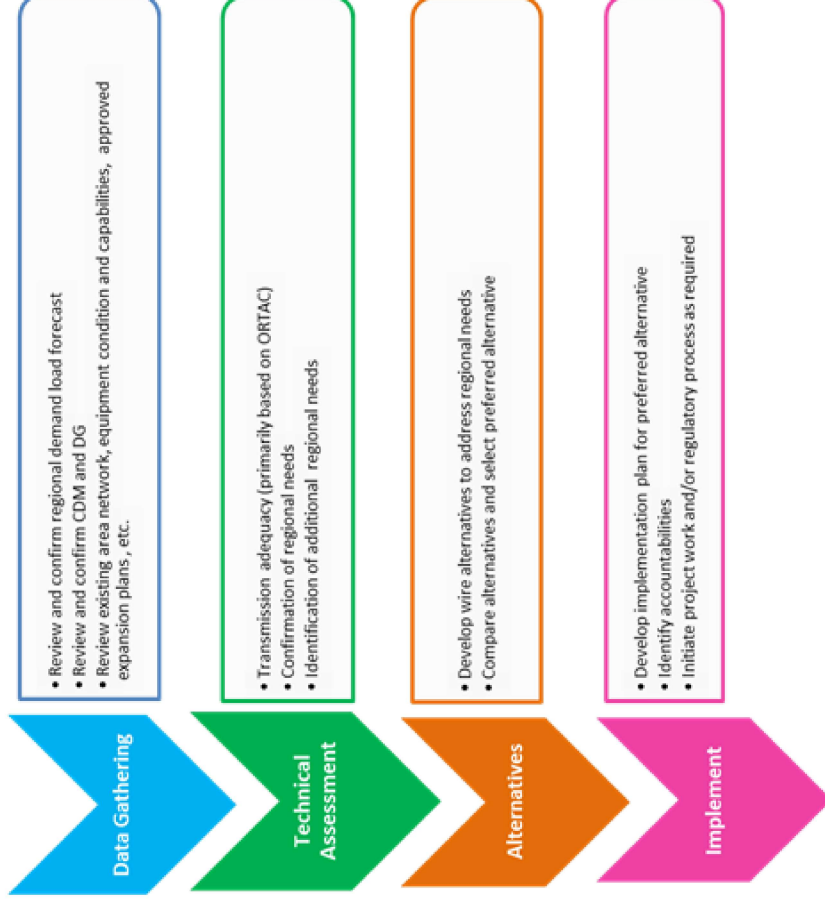 Data Gathering
• Review and confirm regional demand load forecast
• Review and confirm CDM and DG
• Review existing area network, equipment condition and capabilities, approved
expansion plans , etc.
Technical
Assessment
• Transmission adequacy (primarily based on ORTAC)
• Confirmation of regional needs
• Identification of additional regional needs
Alternatives
• Develop wire alternatives to address regional needs
• Compare alternatives and select preferred alternative
Implement
• Develop implementation plan for preferred alternative
• Identify accountabilities
• Initiate project work and/or regulatory process as required